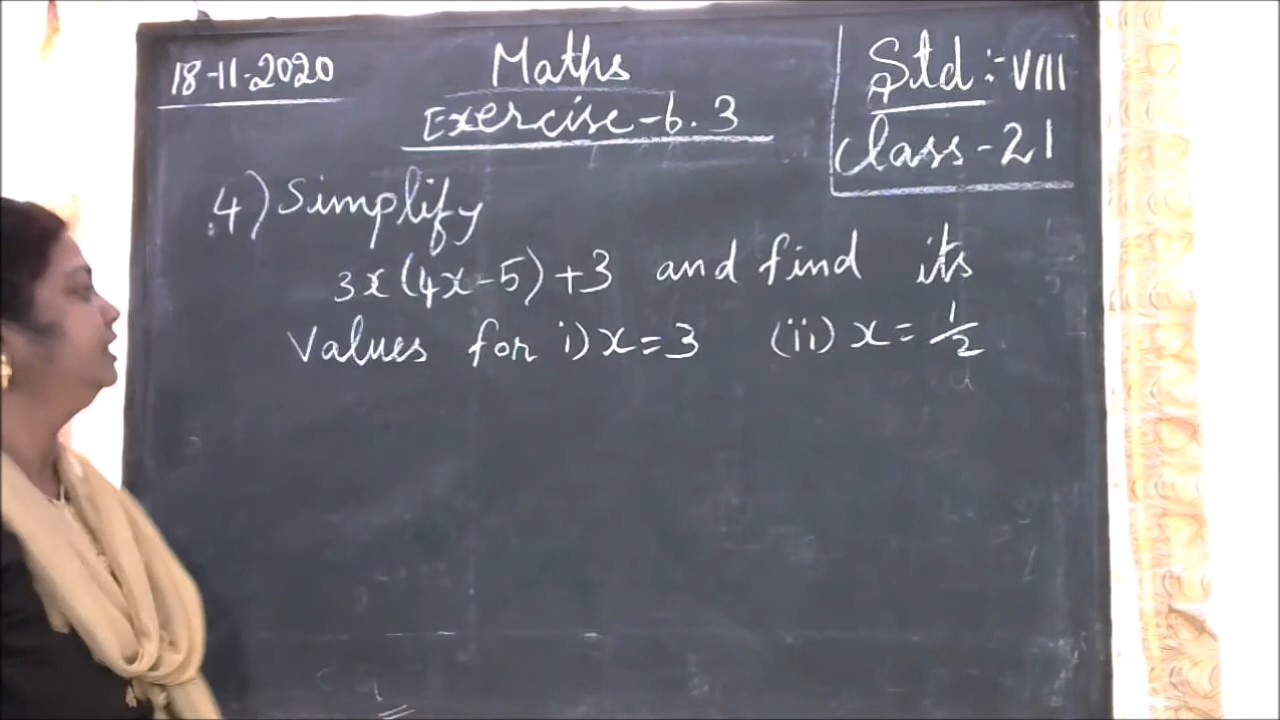 18-11-2020
Maths
Exercise-6.3
Std :- VIII
Class - 21
4) Simplify
3x(4x-5)+3 and find its
Values for i) x=3 (ii) x= 1/2